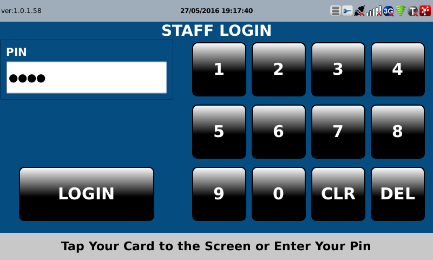 ver:1.0.1.58
27/05/2016 19:17:40
3G
T
STAFF LOGIN
PIN
1 2 3 4
5 6 7 8
LOGIN
9 0 CLR DEL
Tap Your Card to the Screen or Enter Your Pin